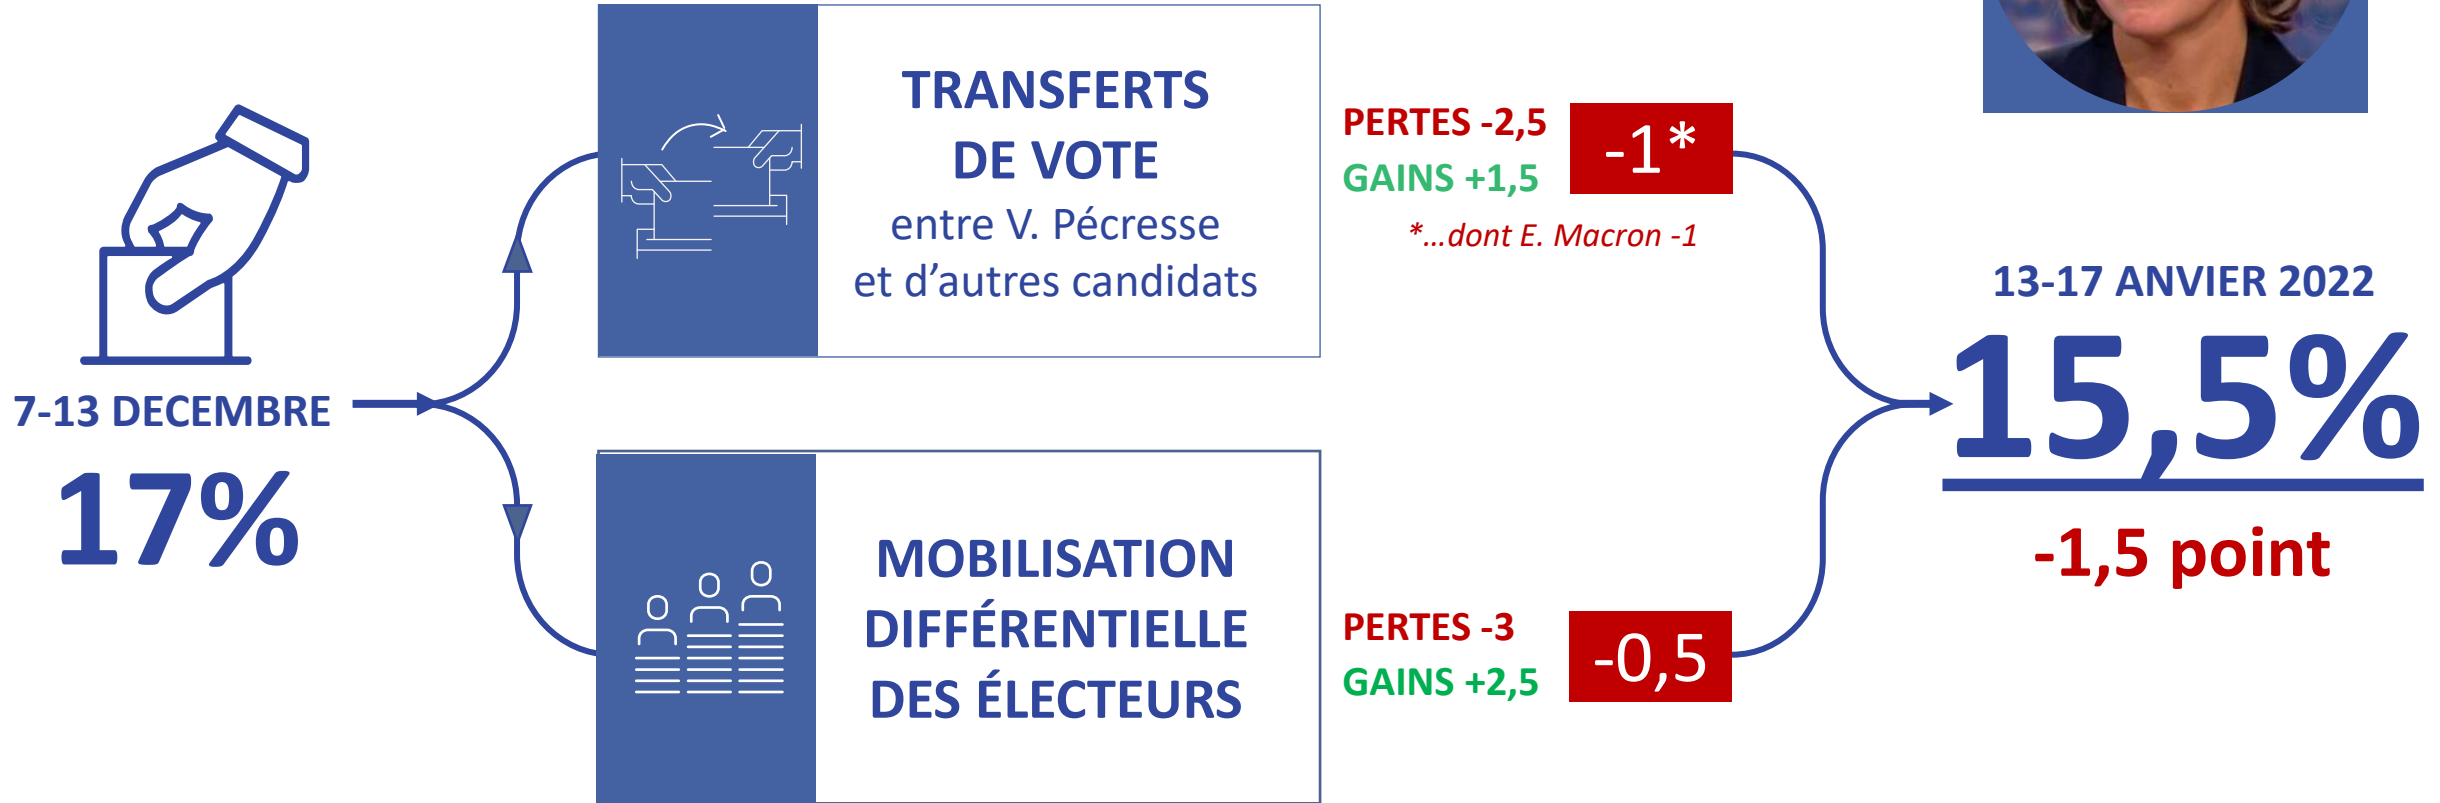 7-13 DECEMBRE
17%
TRANSFERTS
DE VOTE
entre V. Pécresse
et d’autres candidats
PERTES -2,5
GAINS +1,5
-1*
*...dont E. Macron -1
MOBILISATION
DIFFÉRENTIELLE
DES ÉLECTEURS
PERTES -3
GAINS +2,5
-0,5
13-17 ANVIER 2022
15,5%
-1,5 point